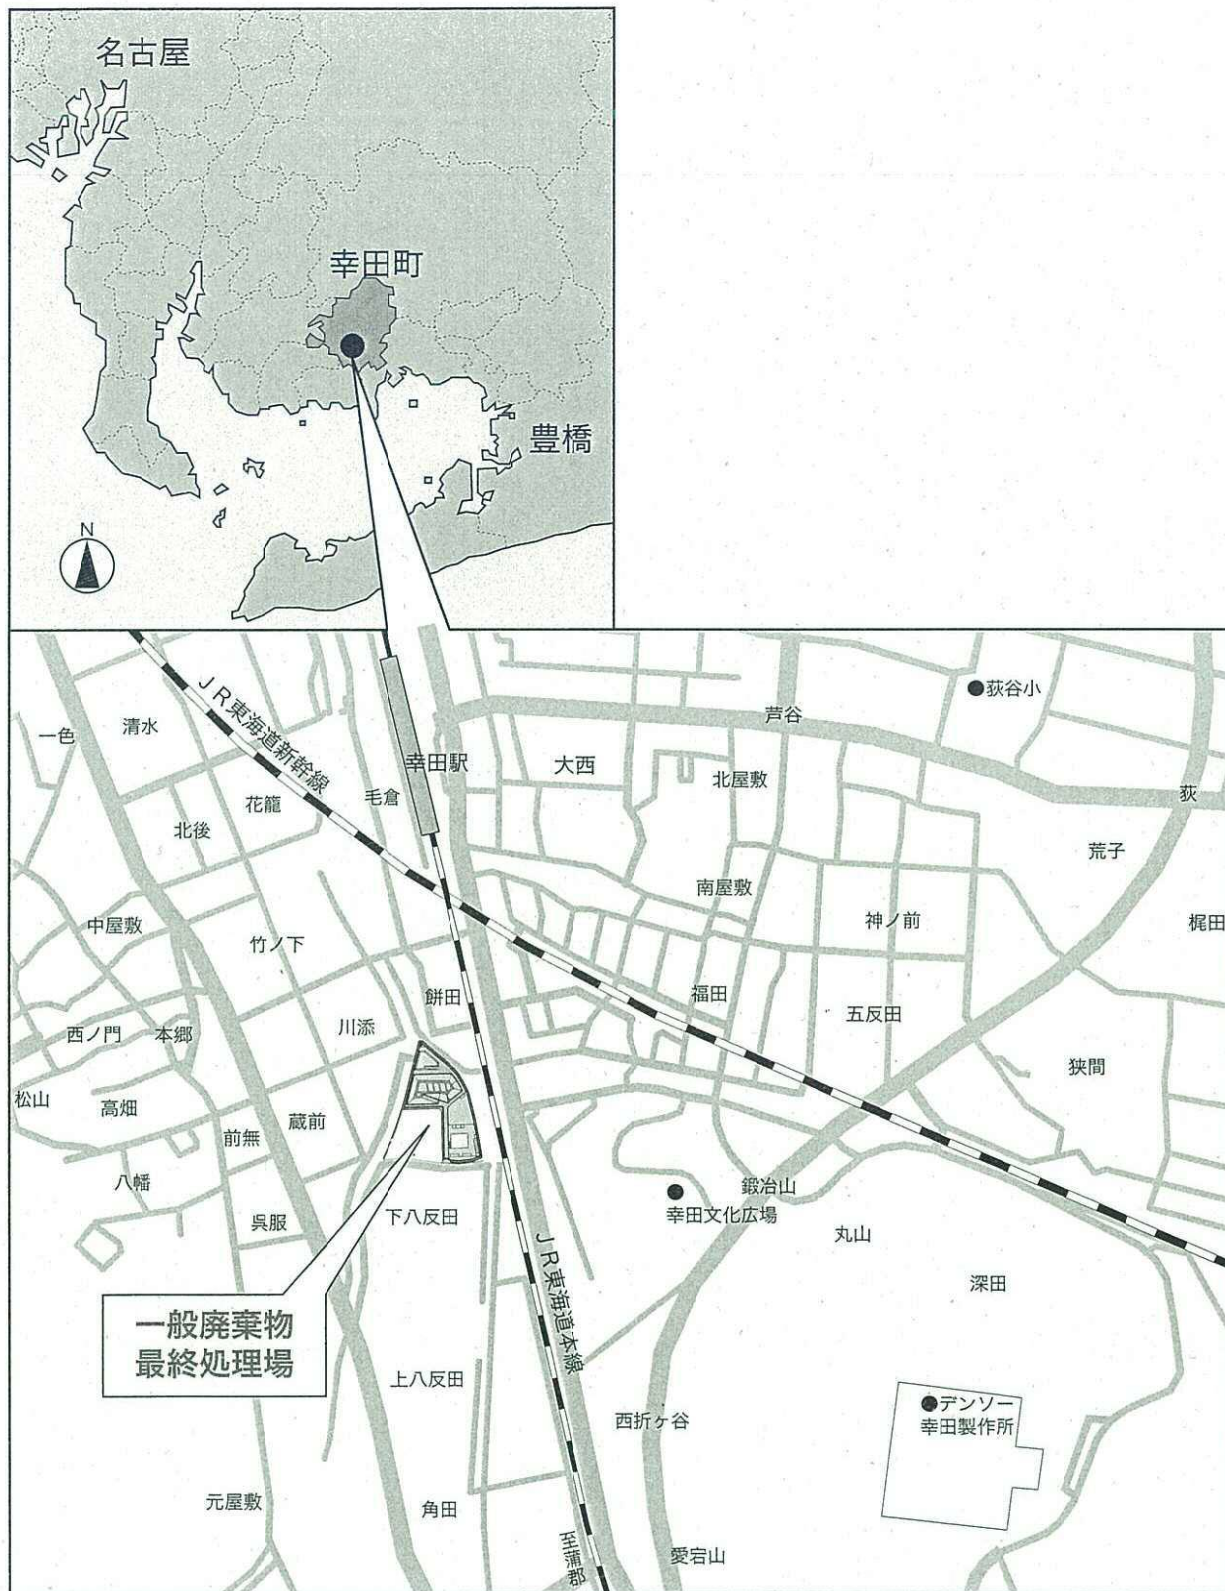 名古屋
幸田町
豊橋
N
JR東海道新幹線
荻谷小
芦谷
一色
清水
幸田駅
大西
北屋敷
毛倉
花籠
荻
北後
荒子
南屋敷
中屋敷
神ノ前
梶田
竹ノ下
餅田
福田
五反田
川添
西ノ門
本郷
狭間
松山
高畑
蔵前
前無
八幡
鍛冶山
幸田文化広場
下八反田
呉服
丸山
JR東海道本線
深田
一般廃棄物
最終処理場
上八反田
デンソー
幸田製作所
西折ヶ谷
元屋敷
角田
至蒲郡
愛宕山